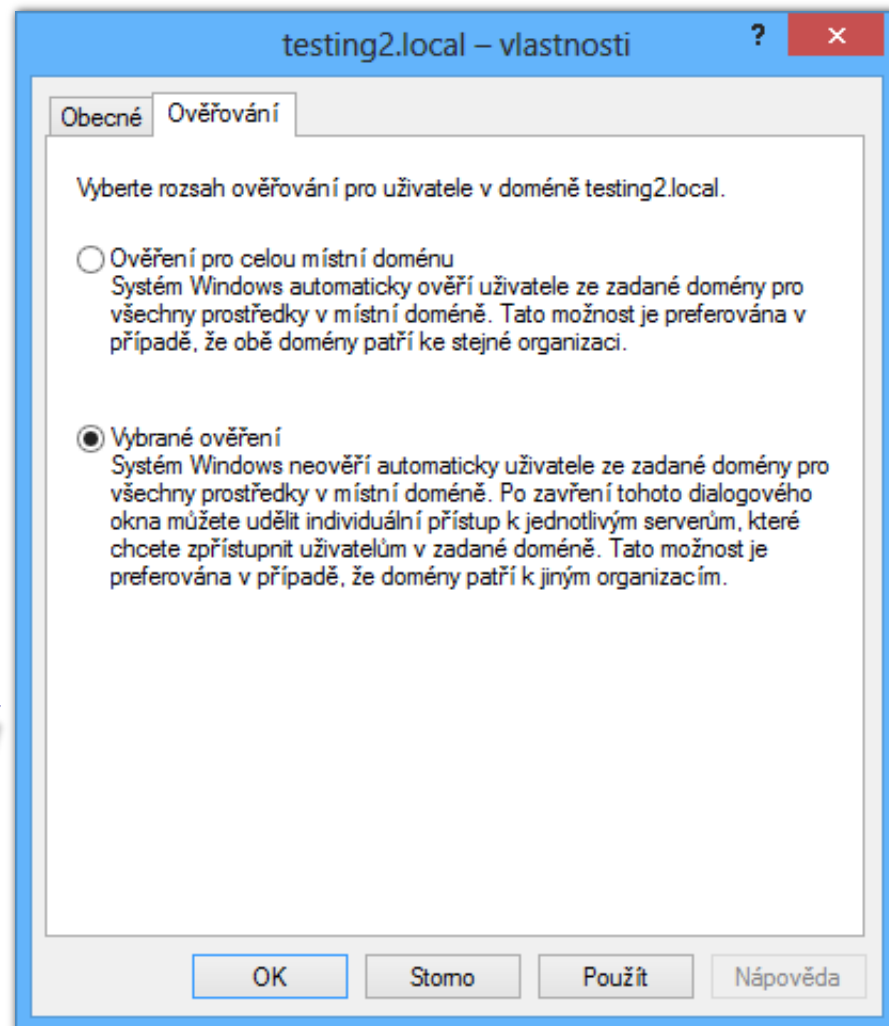 testing2.local – vlastnosti
?
Obecné
Ověřování
Vyberte rozsah ověřování pro uživatele v doméně testing2.local.
Ověření pro celou místní doménu
Systém Windows automaticky ověří uživatele ze zadané domény pro
všechny prostředky v místní doméně. Tato možnost je preferována v
případě, že obě domény patří ke stejné organizaci.
Vybrané ověření
Systém Windows neověří automaticky uživatele ze zadané domény pro
všechny prostředky v místní doméně. Po zavření tohoto dialogového
okna můžete udělit individuální přístup k jednotlivým serverům, které
chcete zpřístupnit uživatelům v zadané doméně. Tato možnost je
preferována v případě, že domény patří k jiným organizacím.
OK
Storno
Použít
Nápověda